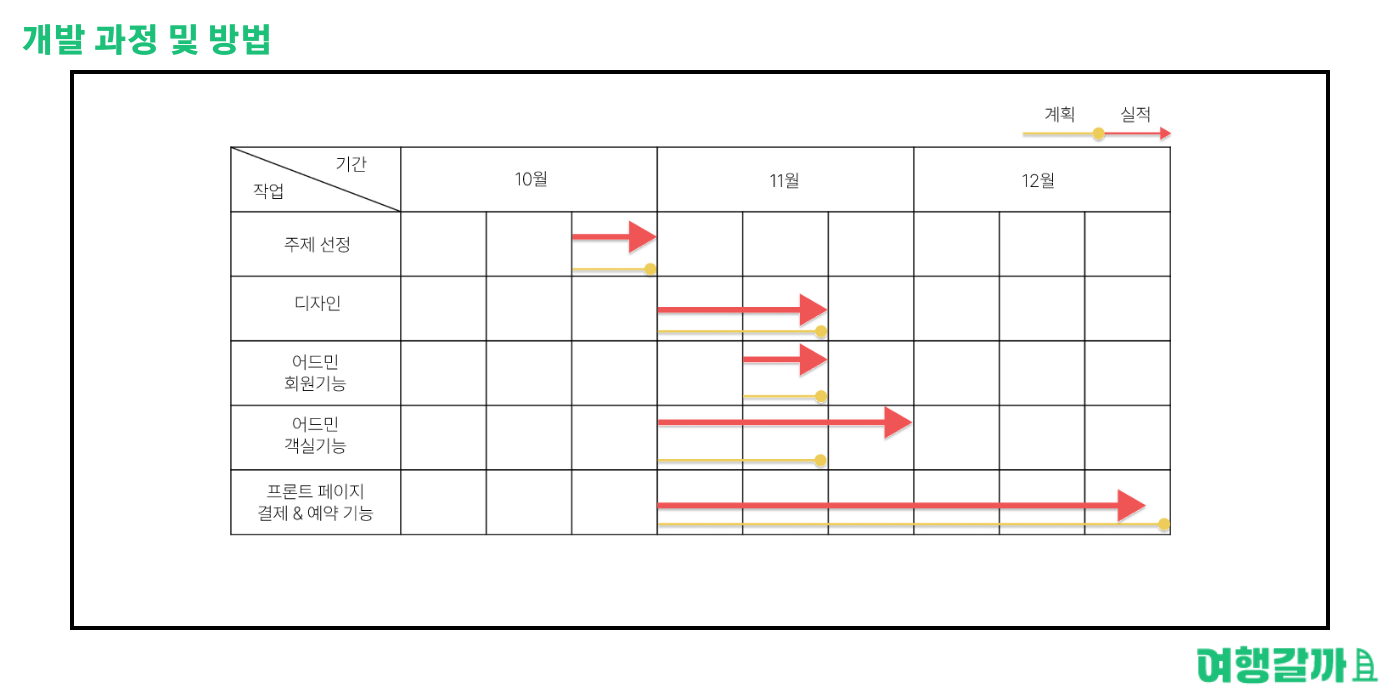 개발 과정 및 방법
계획 실적
기간
작업
10월 11월 12월
주제 선정
디자인
어드민
회원기능
어드민
객실기능
프론트 페이지
결제 & 예약 기능
여행갈까